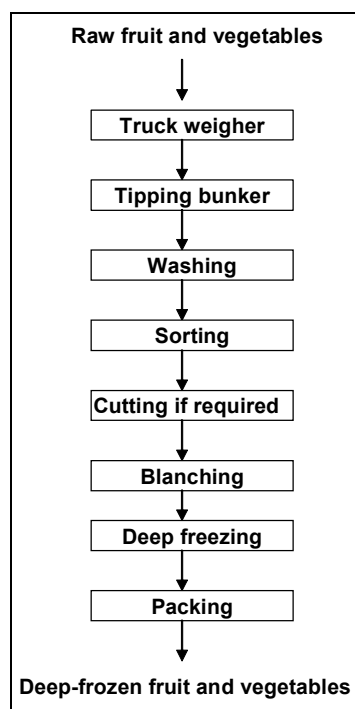 Raw fruit and vegetables
Truck weigher
Tipping bunker
Washing
Sorting
Cutting if required
Blanching
Deep freezing
Packing
Deep-frozen fruit and vegetables